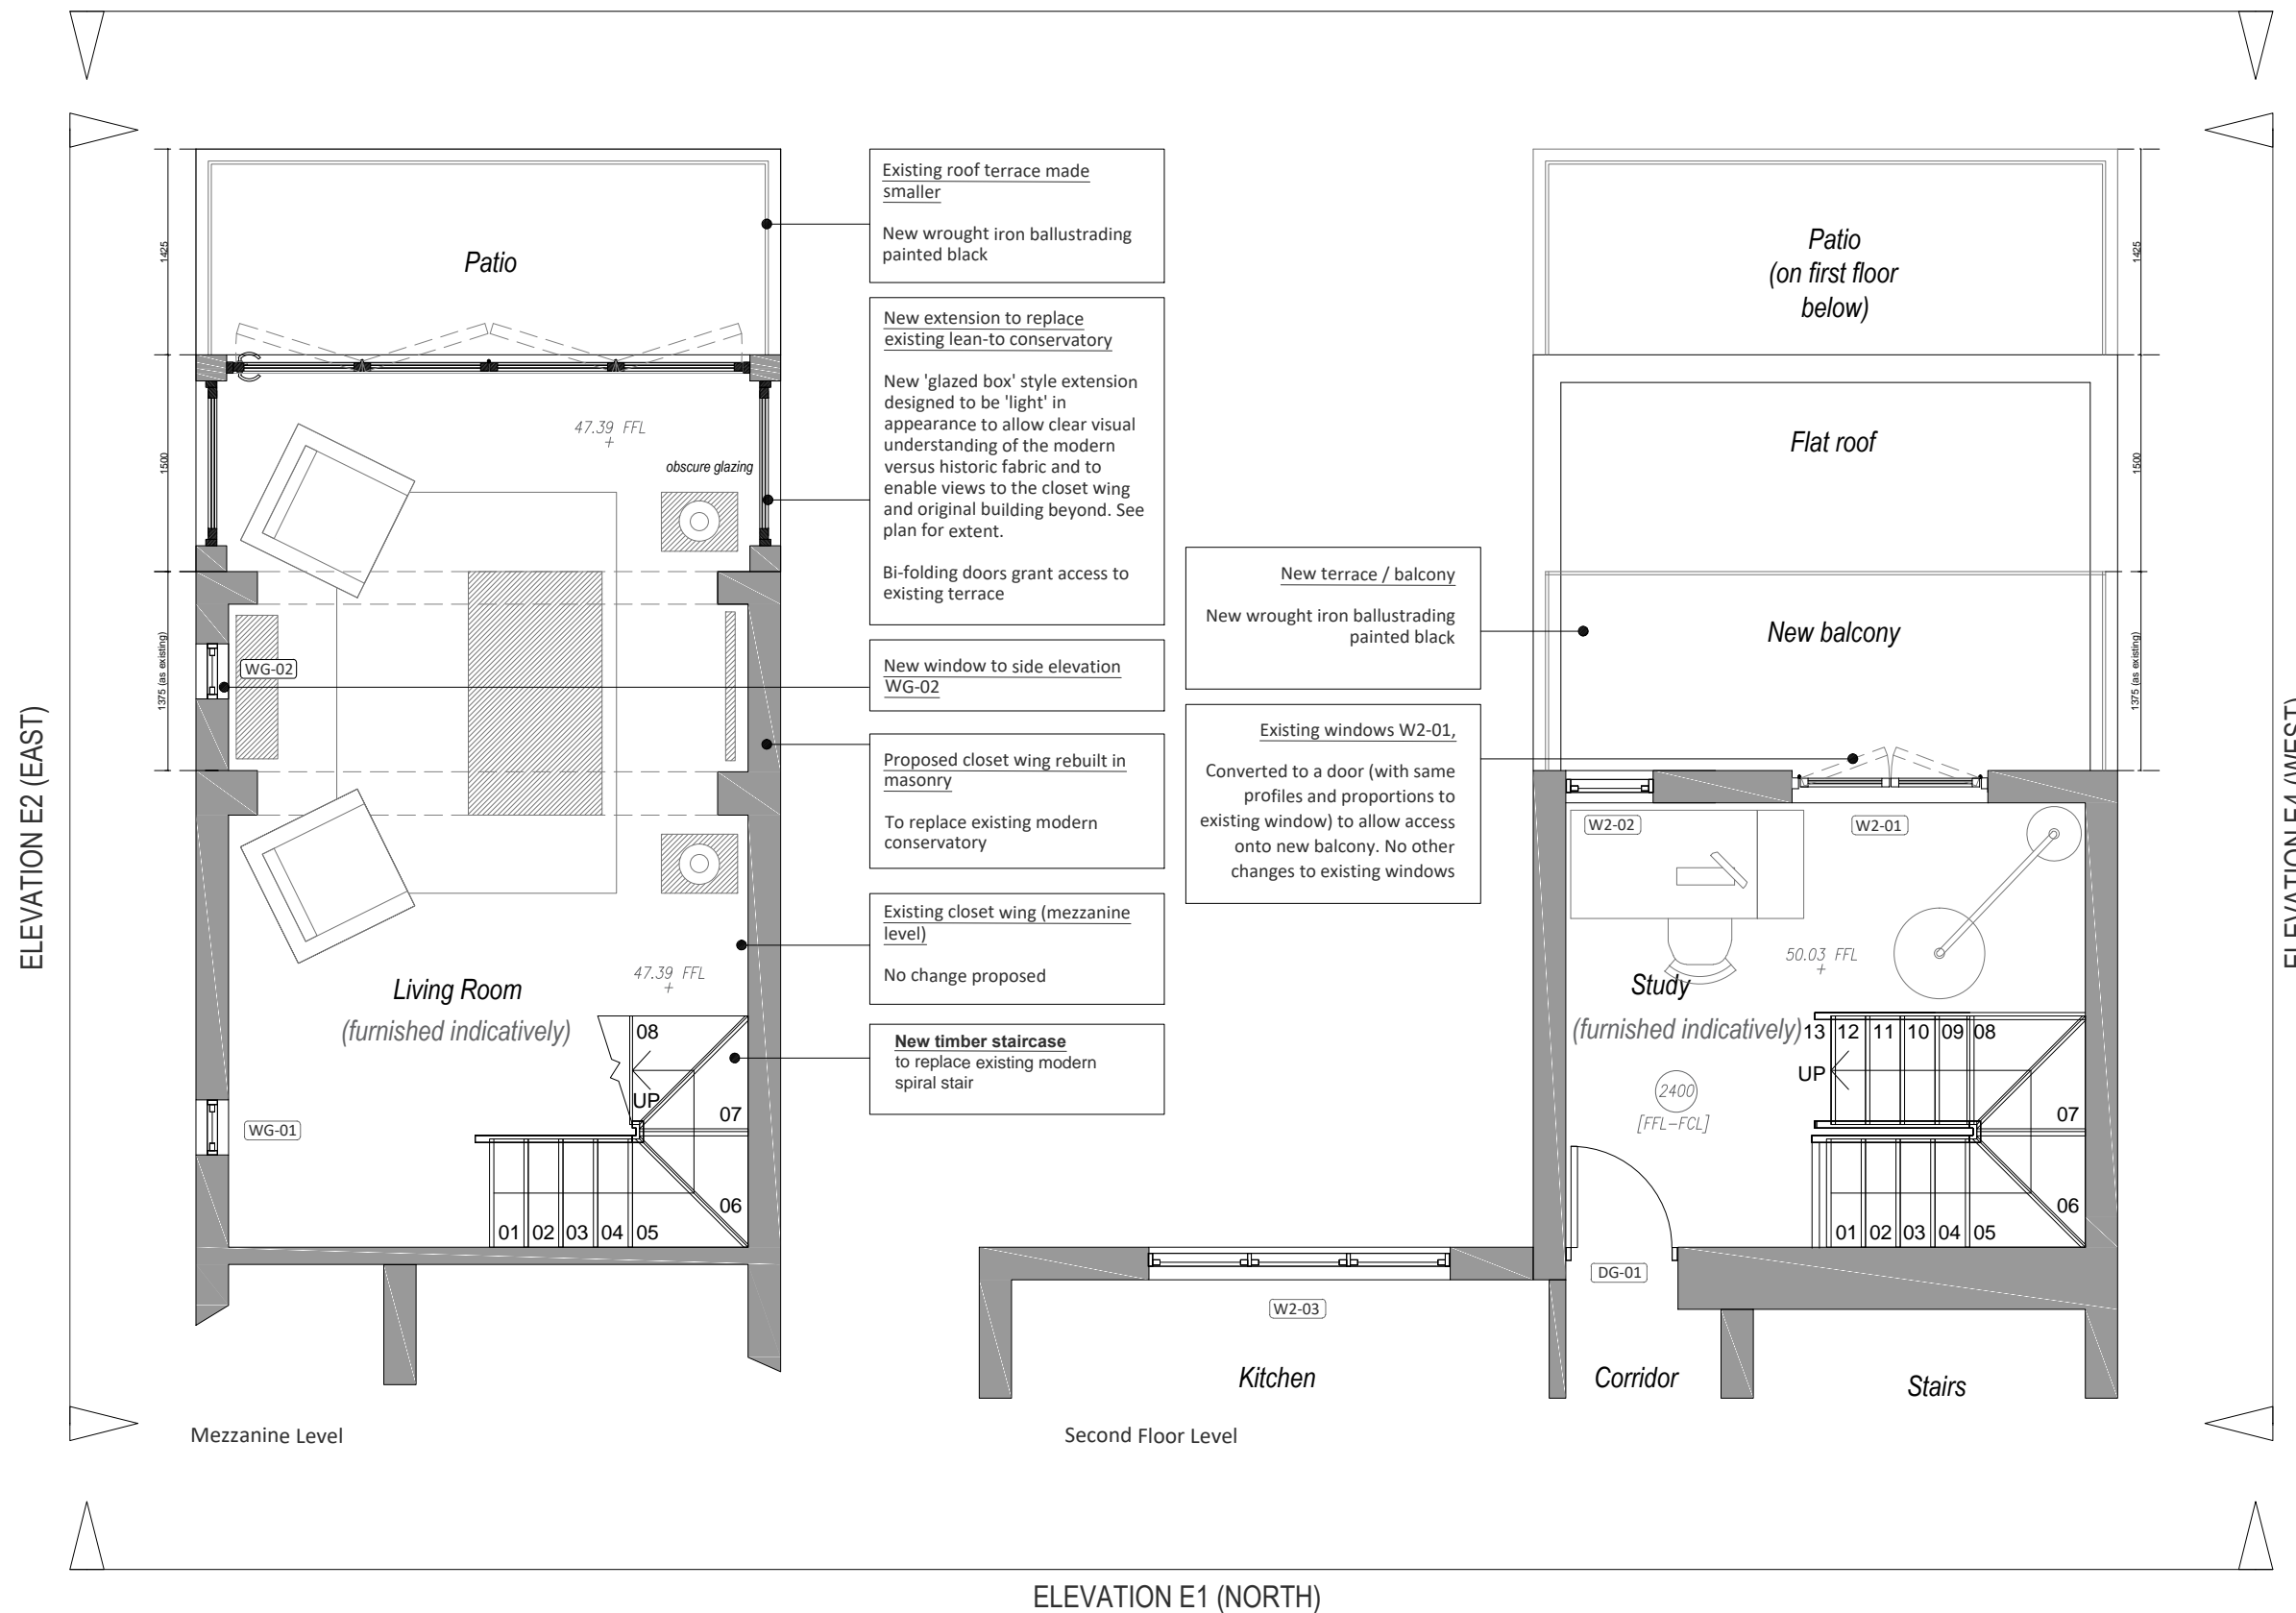 Patio
1425
1500
1375 (as existing)
47.39 FFL
obscure glazing
WG-02
Living Room
(furnished indicatively)
47.39 FFL
08
UP
07
06
01 02 03 04 05
WG-01
Mezzanine Level
ELEVATION E2 (EAST)
Existing roof terrace made
smaller
New wrought iron ballustrading
painted black
New extension to replace
existing lean-to conservatory
New 'glazed box' style extension
designed to be 'light' in
appearance to allow clear visual
understanding of the modern
versus historic fabric and to
enable views to the closet wing
and original building beyond. See
plan for extent.
Bi-folding doors grant access to
existing terrace
New window to side elevation
WG-02
Proposed closet wing rebuilt in
masonry
To replace existing modern
conservatory
Existing closet wing (mezzanine
level)
No change proposed
New timber staircase
to replace existing modern
spiral stair
New terrace / balcony
New wrought iron ballustrading
painted black
Existing windows W2-01,
Converted to a door (with same
profiles and proportions to
existing window) to allow access
onto new balcony. No other
changes to existing windows
Patio
(on first floor
below)
Flat roof
New balcony
1425
1500
1375 (as existing)
W2-02
W2-01
50.03 FFL
Study
(furnished indicatively)
13 12 11 10 09 08
UP
2400
[FFL-FCL]
07
06
01 02 03 04 05
DG-01
W2-03
Kitchen
Corridor
Stairs
Second Floor Level
ELEVATION E1 (NORTH)